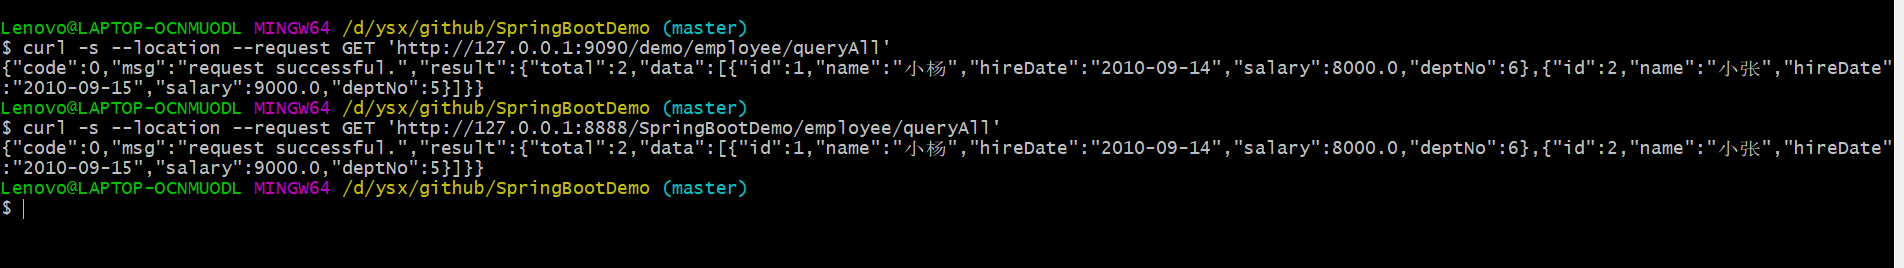 Lenovo@LAPTOP-OCNMUODL MINGW64 /d/ysx/github/SpringBootDemo (master)
$ curl -s --location --request GET 'http://127.0.0.1:9090/demo/employee/queryAll'
{"code":0,"msg":"request successful.","result":{"total":2,"data":[{"id":1,"name":"小杨","hireDate":"2010-09-14","salary":8000.0,"deptNo":6},{"id":2,"name":"小张","hireDate"
:"2010-09-15","salary":9000.0,"deptNo":5}]}}
Lenovo@LAPTOP-OCNMUODL MINGW64 /d/ysx/github/SpringBootDemo (master)
$ curl -s --location --request GET 'http://127.0.0.1:8888/SpringBootDemo/employee/queryAll'
{"code":0,"msg":"request successful.","result":{"total":2,"data":[{"id":1,"name":"小杨","hireDate":"2010-09-14","salary":8000.0,"deptNo":6},{"id":2,"name":"小张","hireDate"
:"2010-09-15","salary":9000.0,"deptNo":5}]}}
Lenovo@LAPTOP-OCNMUODL MINGW64 /d/ysx/github/SpringBootDemo (master)
$